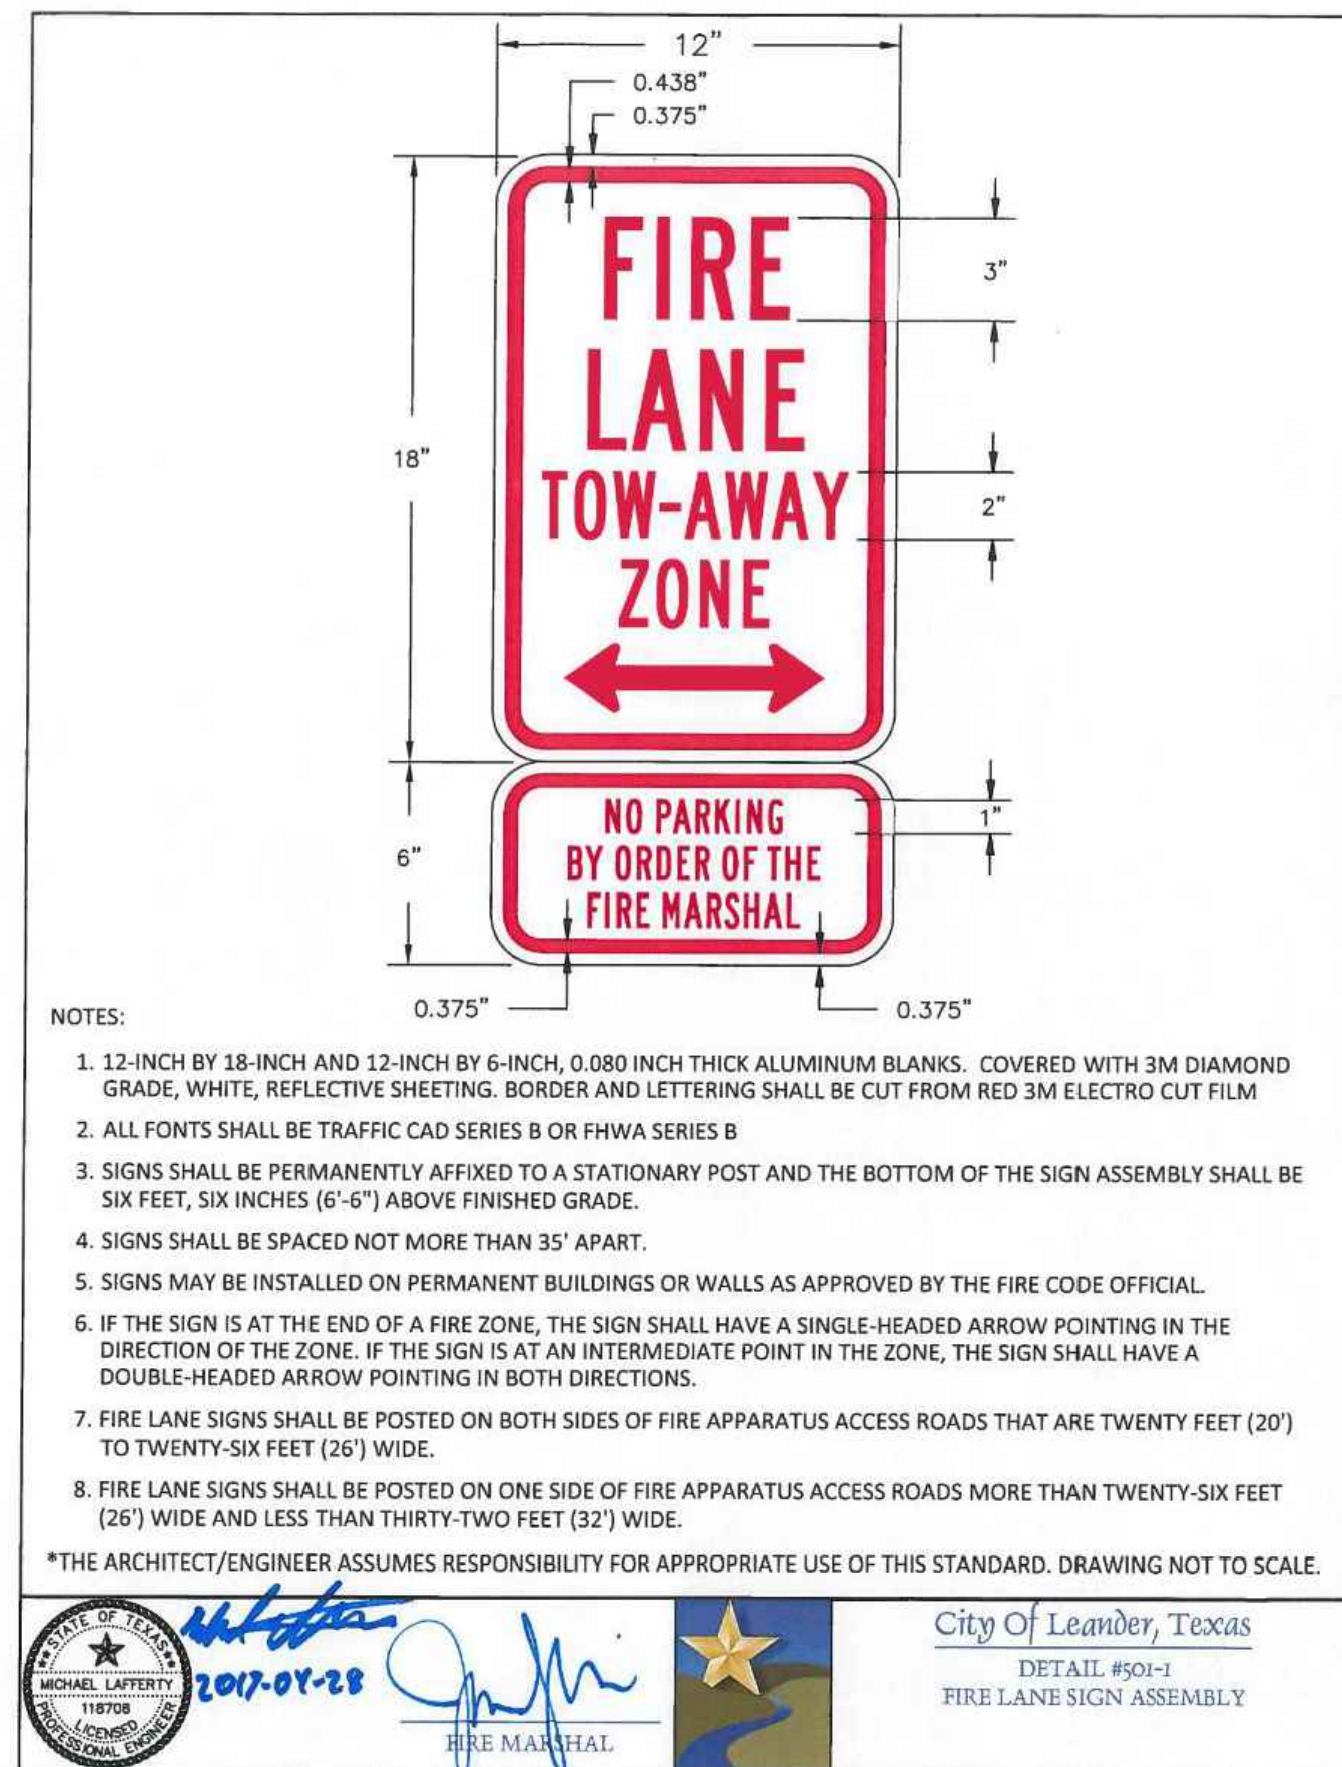 12"
0.438"
0.375"
FIRE
LANE
TOW-AWAY
ZONE
3"
2"
18"
NO PARKING
BY ORDER OF THE
FIRE MARSHAL
1"
6"
0.375"
0.375"
NOTES:
1. 12-INCH BY 18-INCH AND 12-INCH BY 6-INCH, 0.080 INCH THICK ALUMINUM BLANKS. COVERED WITH 3M DIAMOND
GRADE, WHITE, REFLECTIVE SHEETING. BORDER AND LETTERING SHALL BE CUT FROM RED 3M ELECTRO CUT FILM
2. ALL FONTS SHALL BE TRAFFIC CAD SERIES B OR FHWA SERIES B
3. SIGNS SHALL BE PERMANENTLY AFFIXED TO A STATIONARY POST AND THE BOTTOM OF THE SIGN ASSEMBLY SHALL BE
SIX FEET, SIX INCHES (6'-6") ABOVE FINISHED GRADE.
4. SIGNS SHALL BE SPACED NOT MORE THAN 35' APART.
5. SIGNS MAY BE INSTALLED ON PERMANENT BUILDINGS OR WALLS AS APPROVED BY THE FIRE CODE OFFICIAL.
6. IF THE SIGN IS AT THE END OF A FIRE ZONE, THE SIGN SHALL HAVE A SINGLE-HEADED ARROW POINTING IN THE
DIRECTION OF THE ZONE. IF THE SIGN IS AT AN INTERMEDIATE POINT IN THE ZONE, THE SIGN SHALL HAVE A
DOUBLE-HEADED ARROW POINTING IN BOTH DIRECTIONS.
7. FIRE LANE SIGNS SHALL BE POSTED ON BOTH SIDES OF FIRE APPARATUS ACCESS ROADS THAT ARE TWENTY FEET (20')
TO TWENTY-SIX FEET (26') WIDE.
8. FIRE LANE SIGNS SHALL BE POSTED ON ONE SIDE OF FIRE APPARATUS ACCESS ROADS MORE THAN TWENTY-SIX FEET
(26') WIDE AND LESS THAN THIRTY-TWO FEET (32') WIDE.
*THE ARCHITECT/ENGINEER ASSUMES RESPONSIBILITY FOR APPROPRIATE USE OF THIS STANDARD. DRAWING NOT TO SCALE.
STATE OF TEXAS
MICHAEL LAFFERTY
118708
LICENSED
PROFESSIONAL ENGINEER
2017-04-28
FIRE MARSHAL
City Of Leander, Texas
DETAIL #501-1
FIRE LANE SIGN ASSEMBLY